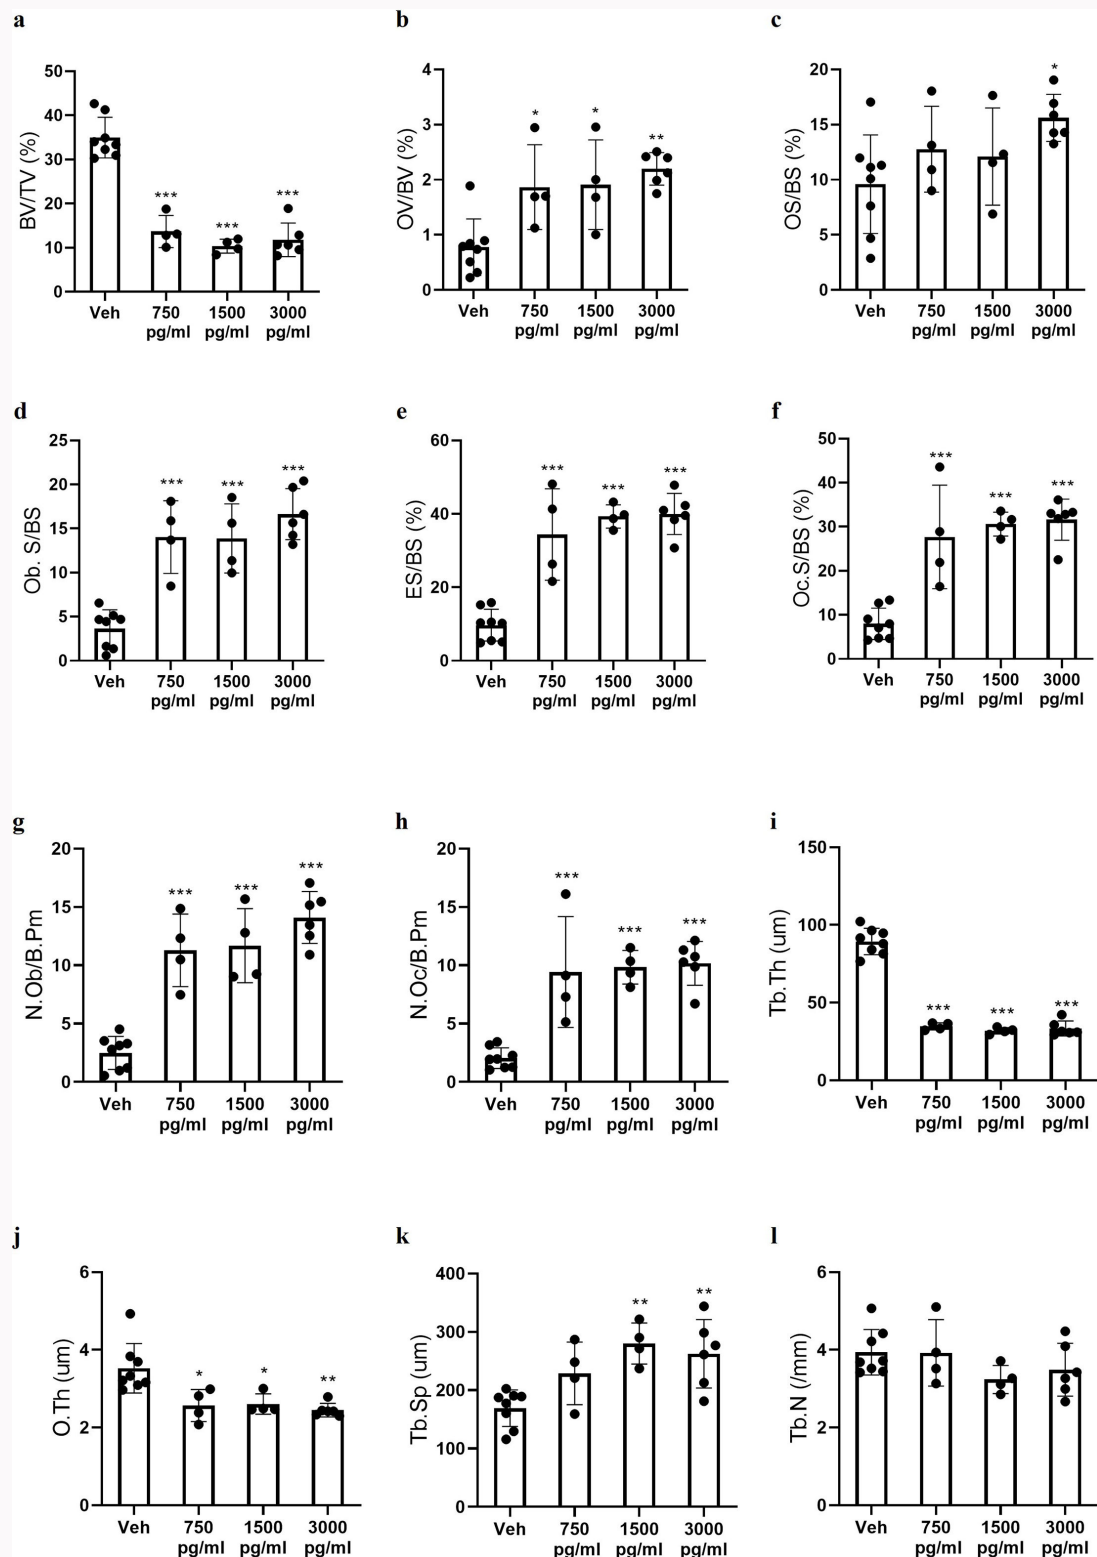 a
BV/TV (%)
50
40
30
20
10
0
***
***
***
Veh
750
pg/ml
1500
pg/ml
3000
pg/ml
b
OV/BV (%)
4
3
2
1
0
*
*
**
Veh
750
pg/ml
1500
pg/ml
3000
pg/ml
c
OS/BS (%)
20
15
10
5
0
*
Veh
750
pg/ml
1500
pg/ml
3000
pg/ml
d
Ob. S/BS
25
20
15
10
5
0
***
***
***
Veh
750
pg/ml
1500
pg/ml
3000
pg/ml
e
ES/BS (%)
60
40
20
0
***
***
***
Veh
750
pg/ml
1500
pg/ml
3000
pg/ml
f
Oc.S/BS (%)
50
40
30
20
10
0
***
***
***
Veh
750
pg/ml
1500
pg/ml
3000
pg/ml
g
N.Ob/B.Pm
20
15
10
5
0
***
***
***
Veh
750
pg/ml
1500
pg/ml
3000
pg/ml
h
N.Oc/B.Pm
20
15
10
5
0
***
***
***
Veh
750
pg/ml
1500
pg/ml
3000
pg/ml
i
Tb.Th (um)
150
100
50
0
***
***
***
Veh
750
pg/ml
1500
pg/ml
3000
pg/ml
j
O.Th (um)
6
4
2
0
*
*
**
Veh
750
pg/ml
1500
pg/ml
3000
pg/ml
k
Tb.Sp (um)
400
300
200
100
0
**
**
Veh
750
pg/ml
1500
pg/ml
3000
pg/ml
l
Tb.N (/mm)
6
4
2
0
Veh
750
pg/ml
1500
pg/ml
3000
pg/ml